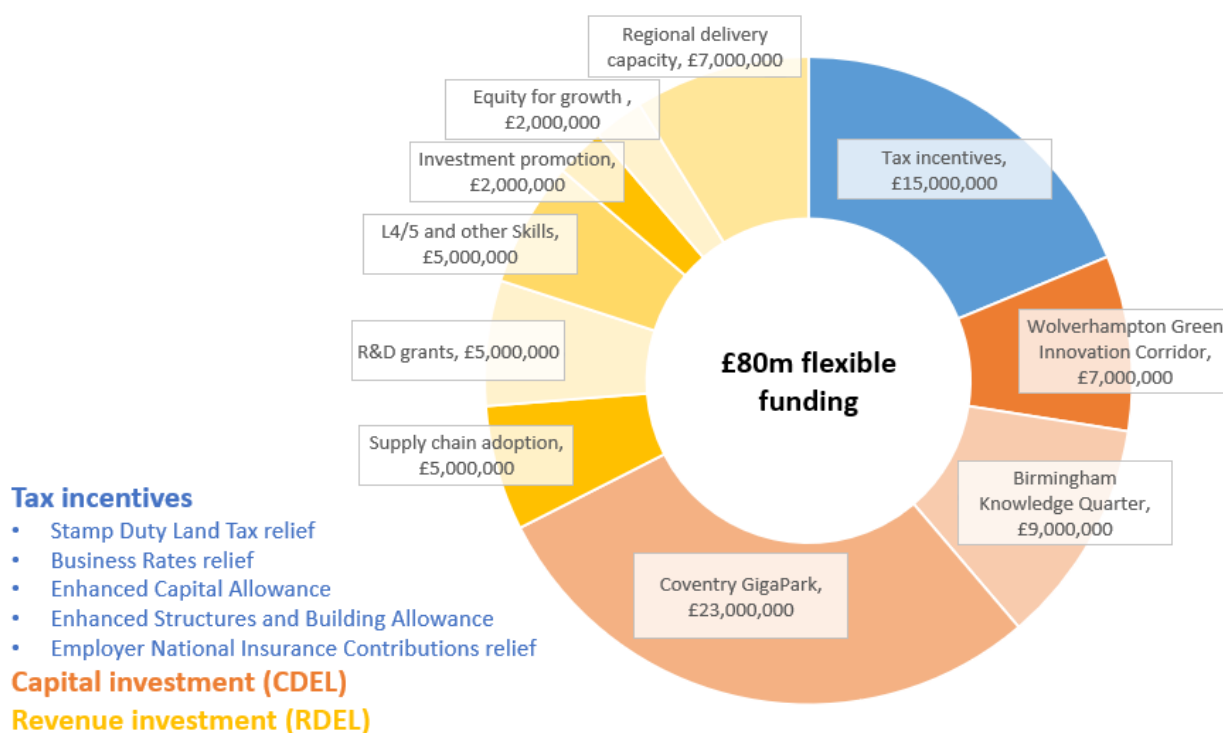 Regional delivery
capacity, £7,000,000
Equity for growth ,
£2,000,000
Investment promotion,
£2,000,000
L4/5 and other Skills,
£5,000,000
R&D grants, £5,000,000
Supply chain adoption,
£5,000,000
Tax incentives,
£15,000,000
Wolverhampton Green
Innovation Corridor,
£7,000,000
Birmingham
Knowledge Quarter,
£9,000,000
Coventry GigaPark,
£23,000,000
£80m flexible
funding
Tax incentives
• Stamp Duty Land Tax relief
• Business Rates relief
• Enhanced Capital Allowance
• Enhanced Structures and Building Allowance
• Employer National Insurance Contributions relief
Capital investment (CDEL)
Revenue investment (RDEL)